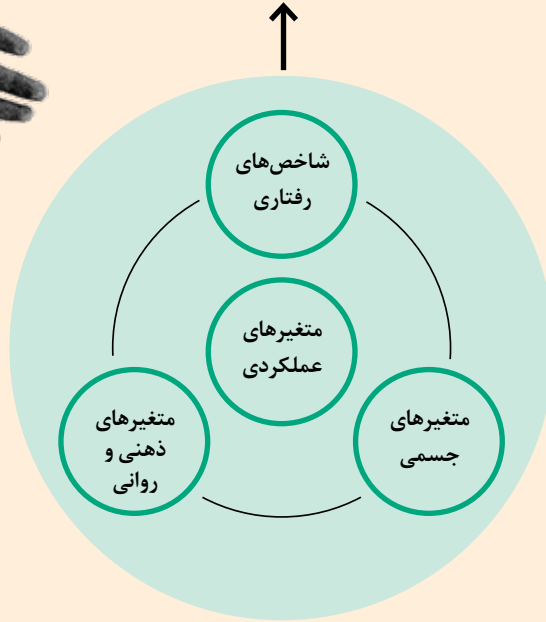 شاخص‌های
رفتاری
متغیرهای
عملکردی
متغیرهای
جسمی
متغیرهای
ذهنی و
روانی